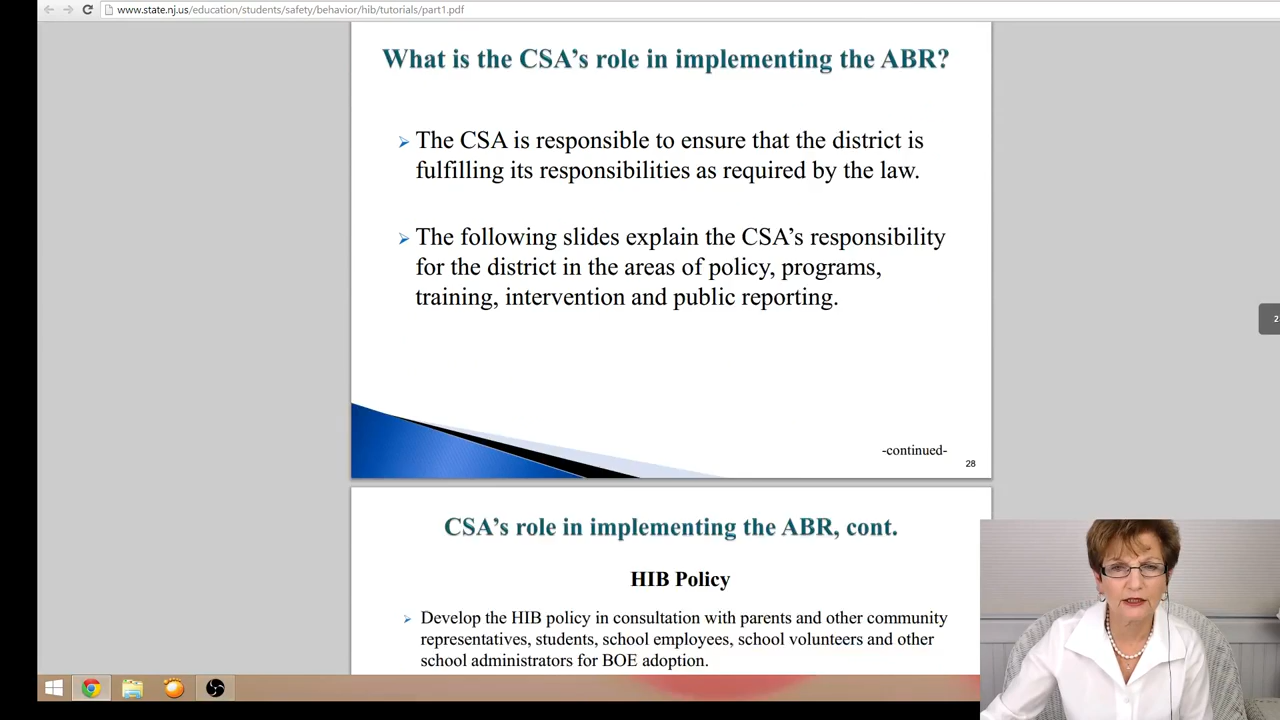 www.state.nj.us/education/students/safety/behavior/hib/tutorials/part1.pdf
What is the CSA's role in implementing the ABR?
➢ The CSA is responsible to ensure that the district is
fulfilling its responsibilities as required by the law.
➢ The following slides explain the CSA's responsibility
for the district in the areas of policy, programs,
training, intervention and public reporting.
-continued-
28
2
CSA's role in implementing the ABR, cont.
HIB Policy
➢ Develop the HIB policy in consultation with parents and other community
representatives, students, school employees, school volunteers and other
school administrators for BOE adoption.